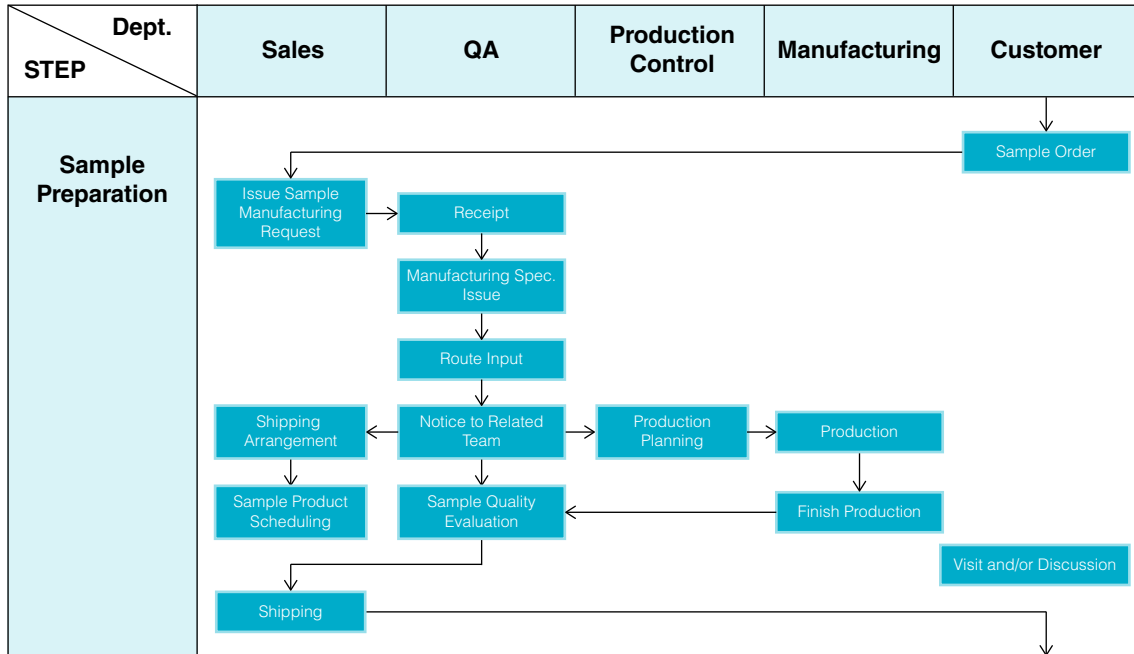 Dept.
STEP
Sales
QA
Production
Control
Manufacturing
Customer
Sample
Preparation
Sample Order
Issue Sample
Manufacturing
Request
Receipt
Manufacturing Spec.
Issue
Route Input
Shipping
Arrangement
Notice to Related
Team
Production
Planning
Production
Sample Product
Scheduling
Sample Quality
Evaluation
Finish Production
Visit and/or Discussion
Shipping